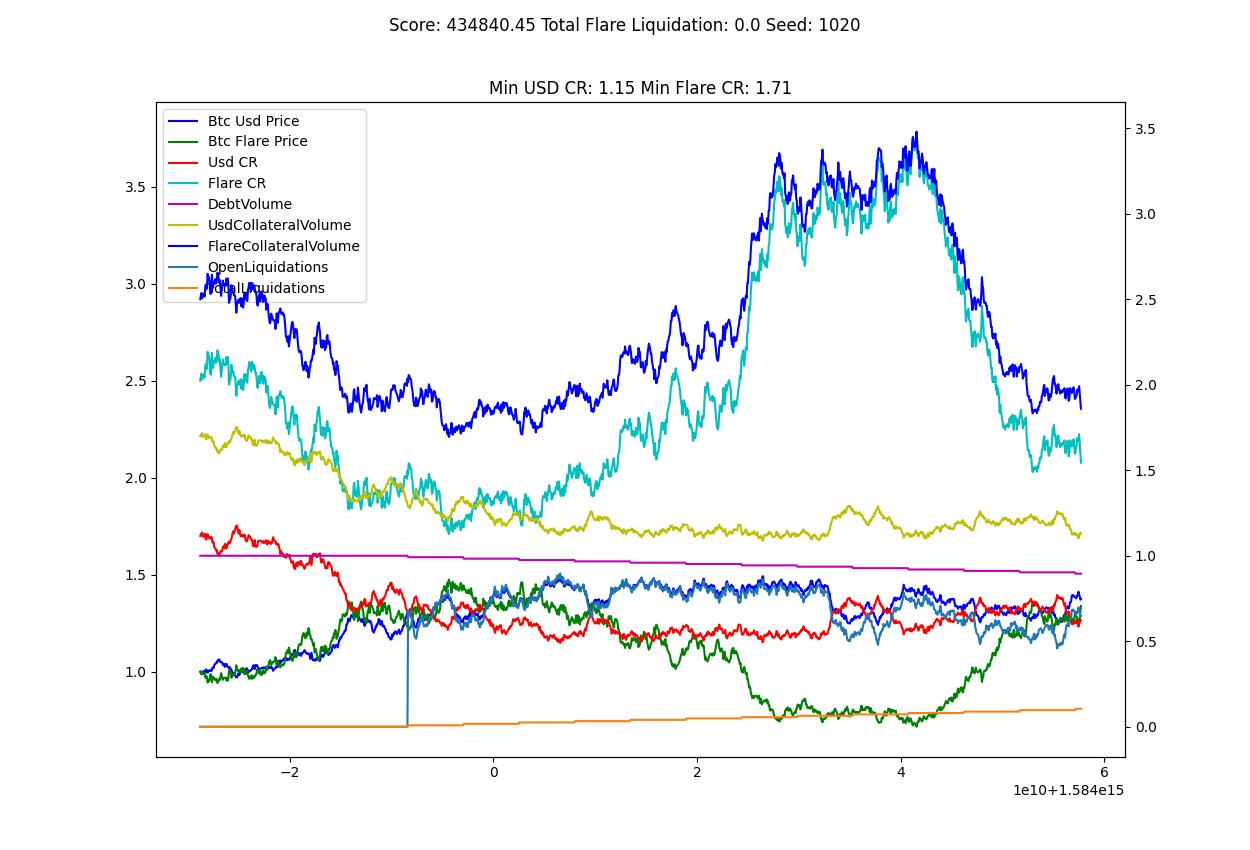 Score: 434840.45 Total Flare Liquidation: 0.0 Seed: 1020
Min USD CR: 1.15 Min Flare CR: 1.71
Btc Usd Price
Btc Flare Price
Usd CR
Flare CR
DebtVolume
UsdCollateralVolume
FlareCollateralVolume
OpenLiquidations
TotalLiquidations
3.5
3.0
2.5
2.0
1.5
1.0
3.5
3.0
2.5
2.0
1.5
1.0
0.5
0.0
−2
0
2
4
6
1e10+1.584e15